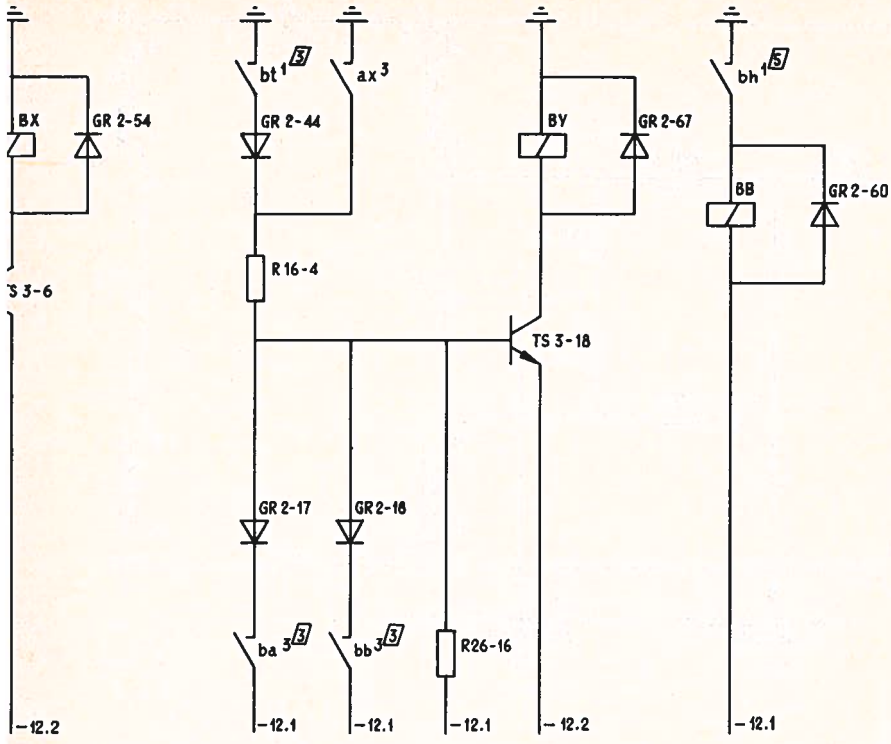 bt 1 3
ax 3
bh 1 5
BX
GR 2-54
GR 2-44
BY
GR 2-67
BB
GR 2-60
R 16-4
S 3-6
TS 3-18
GR 2-17
GR 2-18
ba 3 3
bb 3 3
R26-16
-12.2
-12.1
-12.1
-12.1
-12.2
-12.1